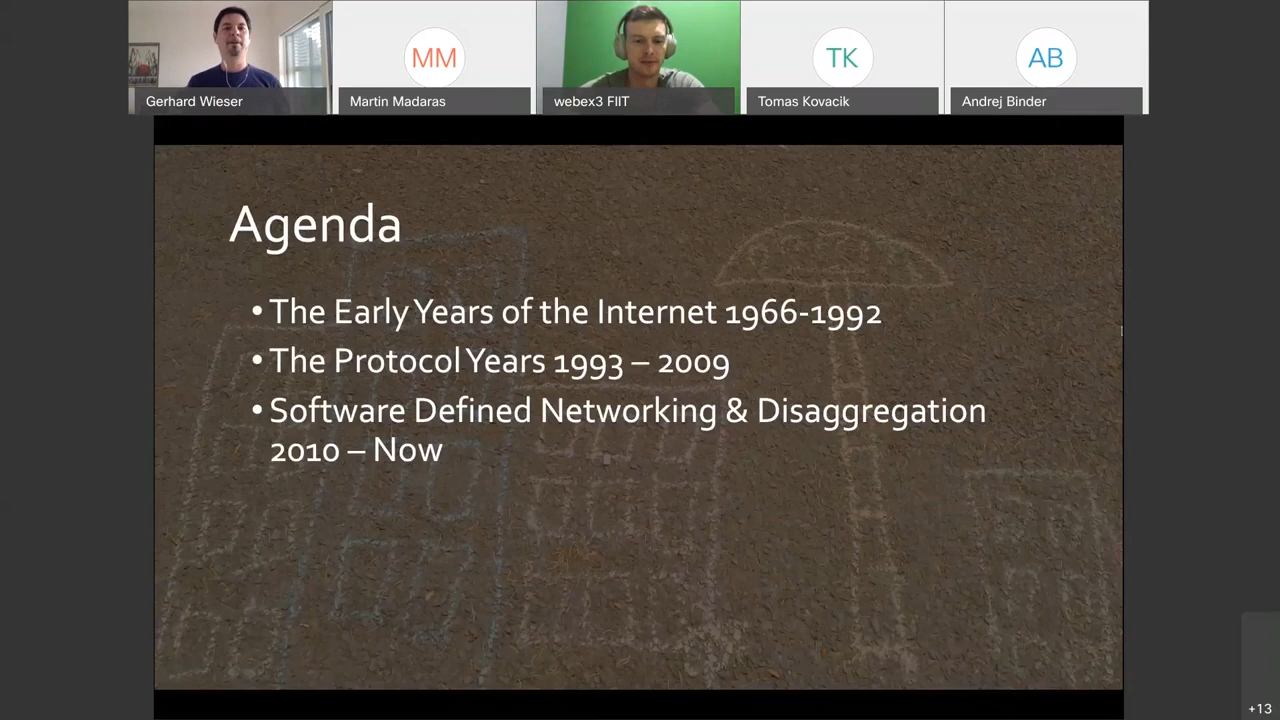 Gerhard Wieser
MM
Martin Madaras
webex3 FIIT
TK
Tomas Kovacik
AB
Andrej Binder
Agenda
• The Early Years of the Internet 1966-1992
• The Protocol Years 1993 – 2009
• Software Defined Networking & Disaggregation
2010 – Now
+13